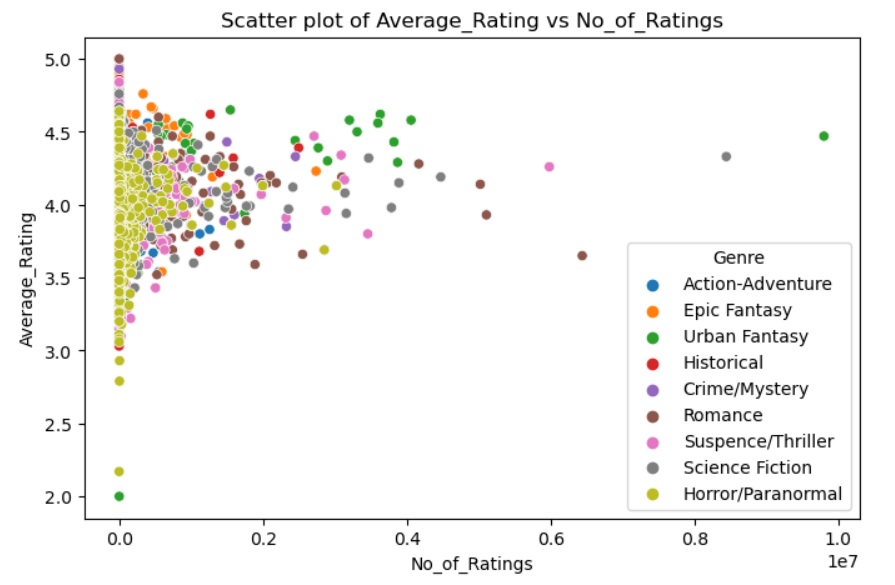 Scatter plot of Average_Rating vs No_of_Ratings
Average_Rating
5.0
4.5
4.0
3.5
3.0
2.5
2.0
Genre
Action-Adventure
Epic Fantasy
Urban Fantasy
Historical
Crime/Mystery
Romance
Suspence/Thriller
Science Fiction
Horror/Paranormal
0.0 0.2 0.4 0.6 0.8 1.0
1e7
No_of_Ratings